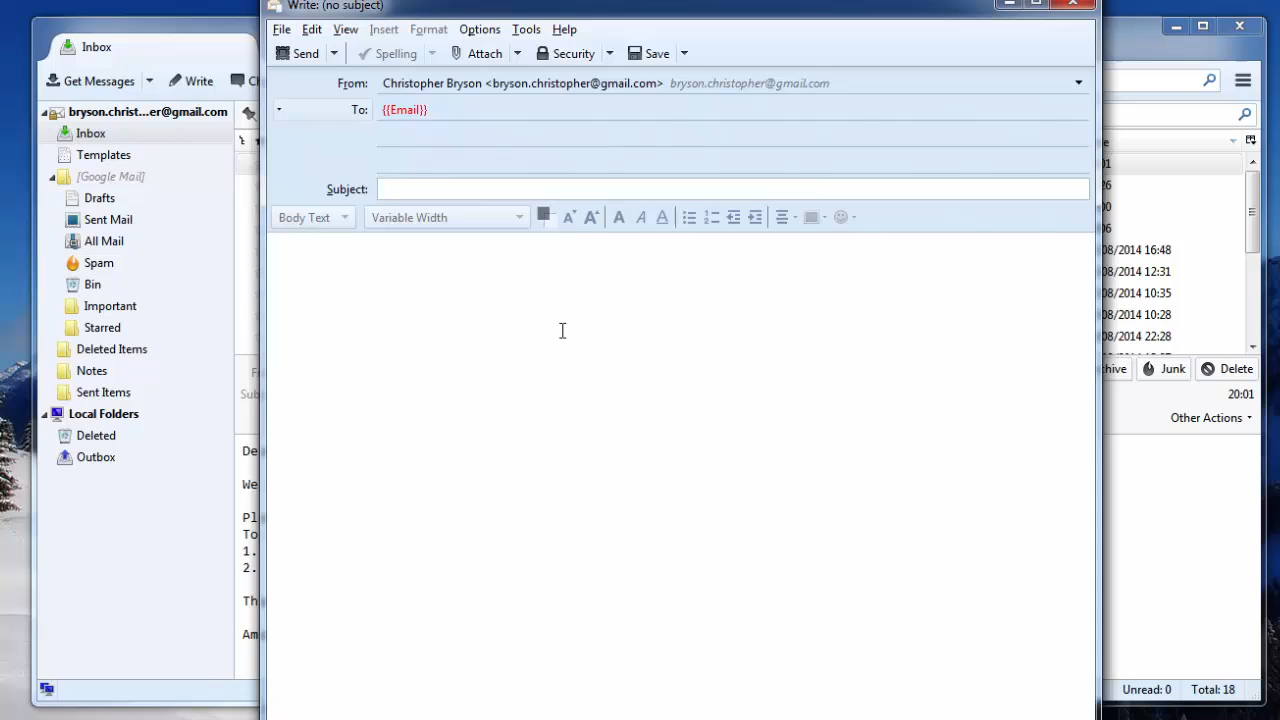 Write: (no subject)
Inbox
File Edit View Insert Format Options Tools Help
Get Messages Write
Send Spelling Attach Security Save
From: Christopher Bryson <bryson.christopher@gmail.com> bryson.christopher@gmail.com
To: {{Email}}
Subject:
Body Text Variable Width
bryson.christ...er@gmail.com
Inbox
Templates
[Google Mail]
Drafts
Sent Mail
All Mail
Spam
Bin
Important
Starred
Deleted Items
Notes
Sent Items
Local Folders
Deleted
Outbox
08/2014 16:48
08/2014 12:31
08/2014 10:35
08/2014 10:28
08/2014 22:28
Junk Delete
20:01
Other Actions
1.
2.
Unread: 0 Total: 18